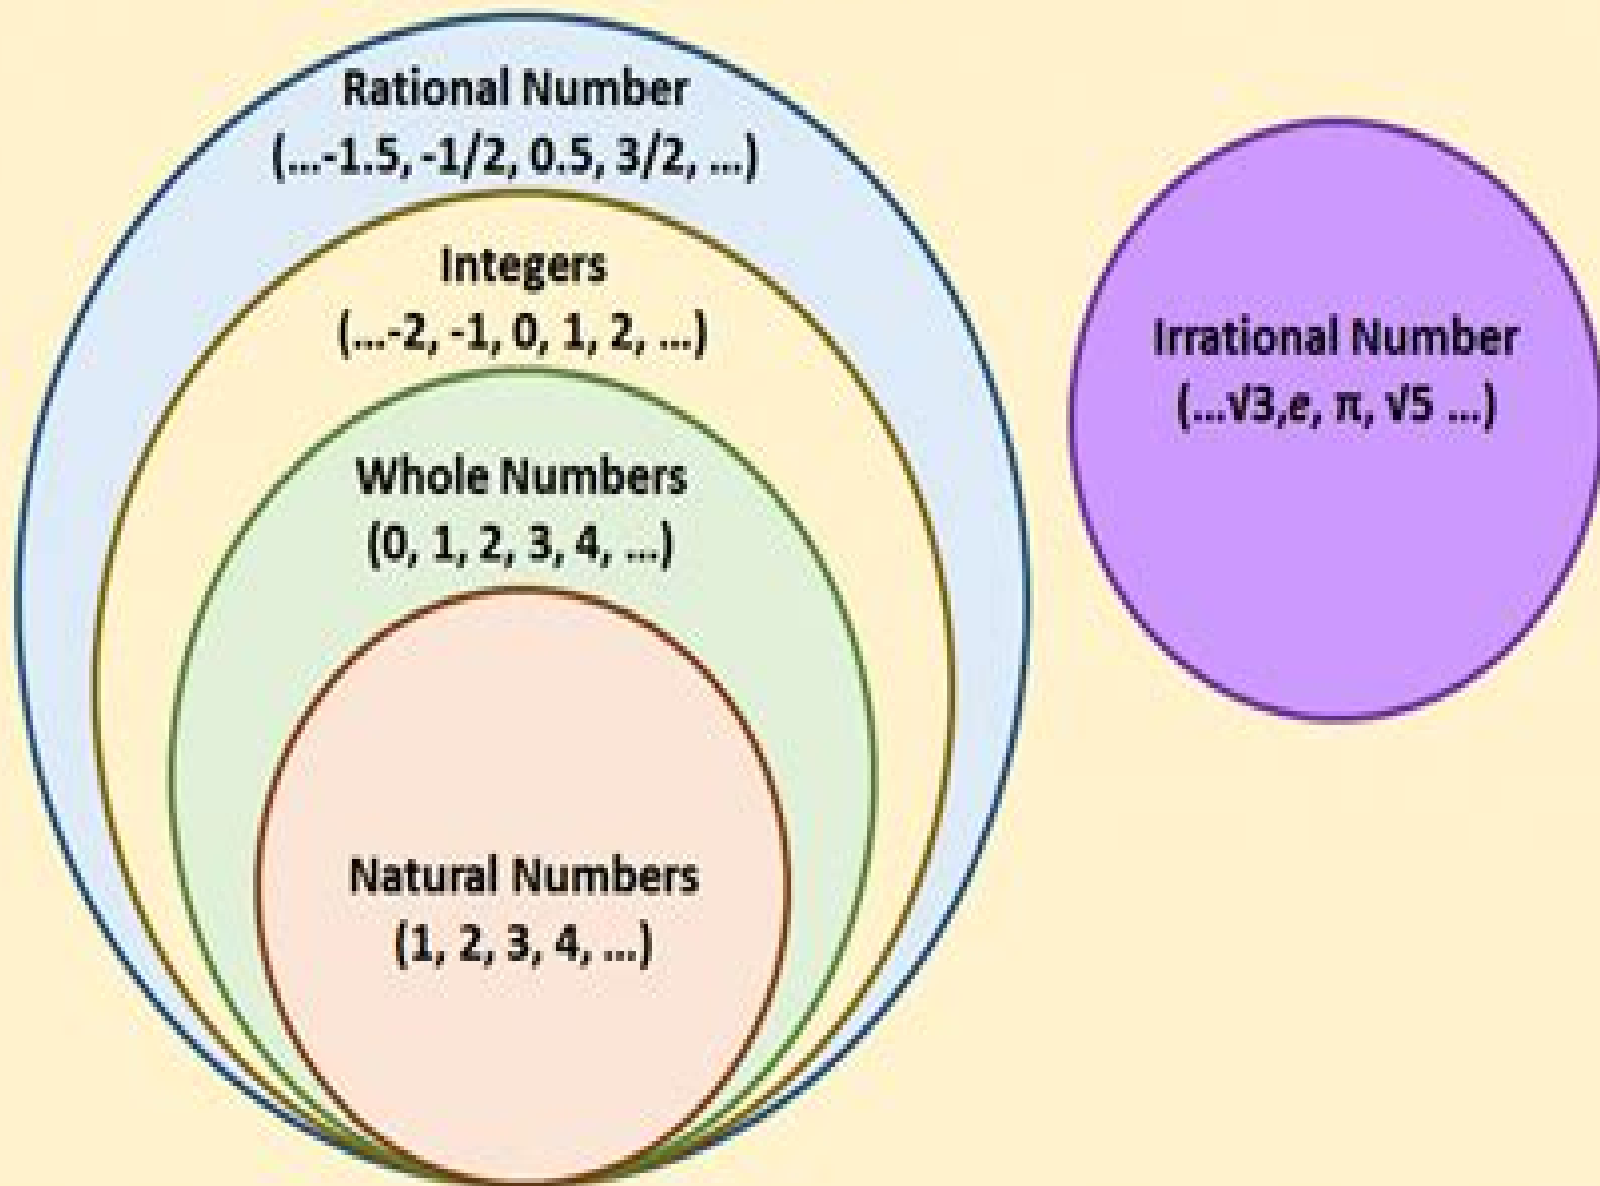 Rational Number
(...-1.5, -1/2, 0.5, 3/2, ...)
Integers
(...-2, -1, 0, 1, 2, ...)
Whole Numbers
(0, 1, 2, 3, 4, ...)
Natural Numbers
(1, 2, 3, 4, ...)
Irrational Number
(...√3,e, π, √5 ...)